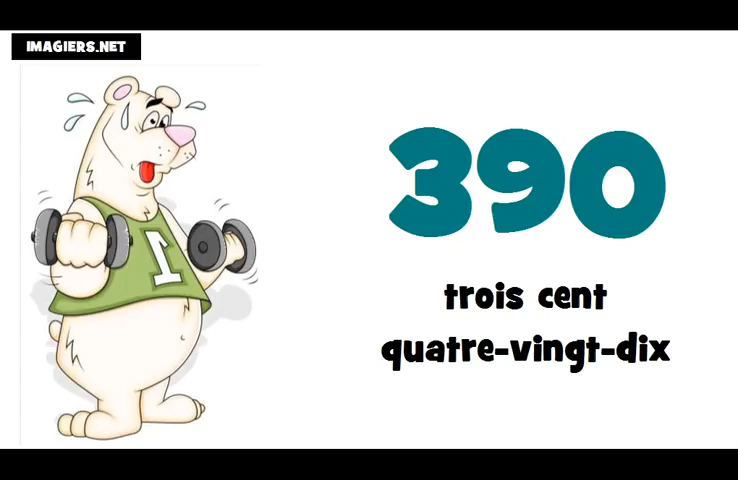 IMAGIERS.NET
390
trois cent
quatre-vingt-dix
1